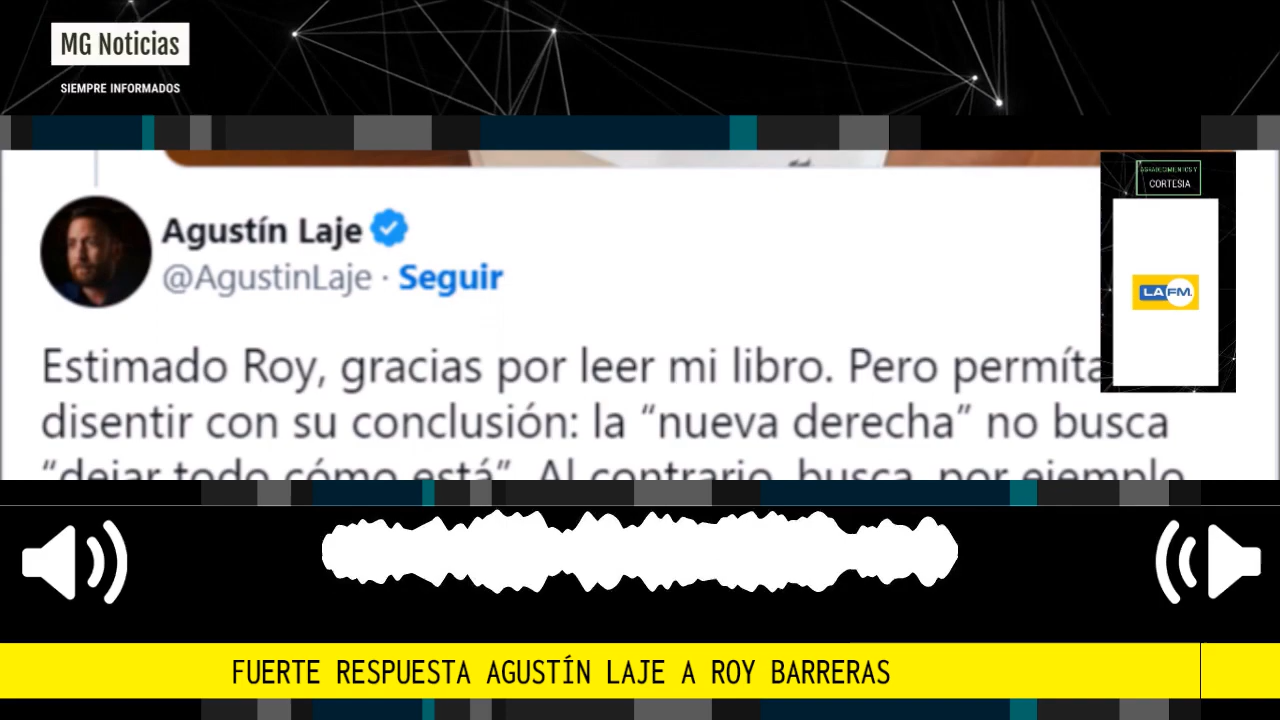 MG Noticias
SIEMPRE INFORMADOS
AGRADECIMIENTOS Y
CORTESIA
LA FM
Agustín Laje
@AgustinLaje · Seguir
Estimado Roy, gracias por leer mi libro. Pero permíta
disentir con su conclusión: la “nueva derecha” no busca
“dejar todo cómo está”. Al contrario, busca, por ejemplo
FUERTE RESPUESTA AGUSTÍN LAJE A ROY BARRERAS